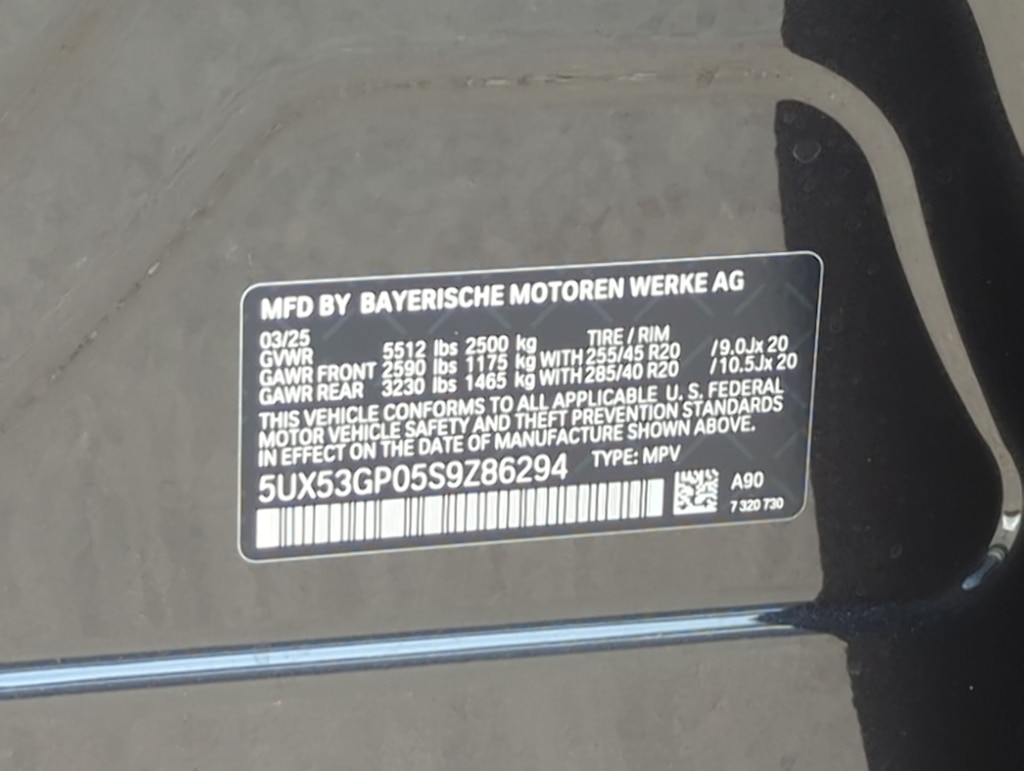 MFD BY BAYERISCHE MOTOREN WERKE AG
03/25 TIRE / RIM
GVWR 5512 lbs 2500 kg
GAWR FRONT 2590 lbs 1175 kg WITH 255/45 R20 /9.0Jx 20
GAWR REAR 3230 lbs 1465 kg WITH 285/40 R20 /10.5Jx 20
THIS VEHICLE CONFORMS TO ALL APPLICABLE U. S. FEDERAL
MOTOR VEHICLE SAFETY AND THEFT PREVENTION STANDARDS
IN EFFECT ON THE DATE OF MANUFACTURE SHOWN ABOVE.
5UX53GP05S9Z86294 TYPE: MPV
A90
7 320 730